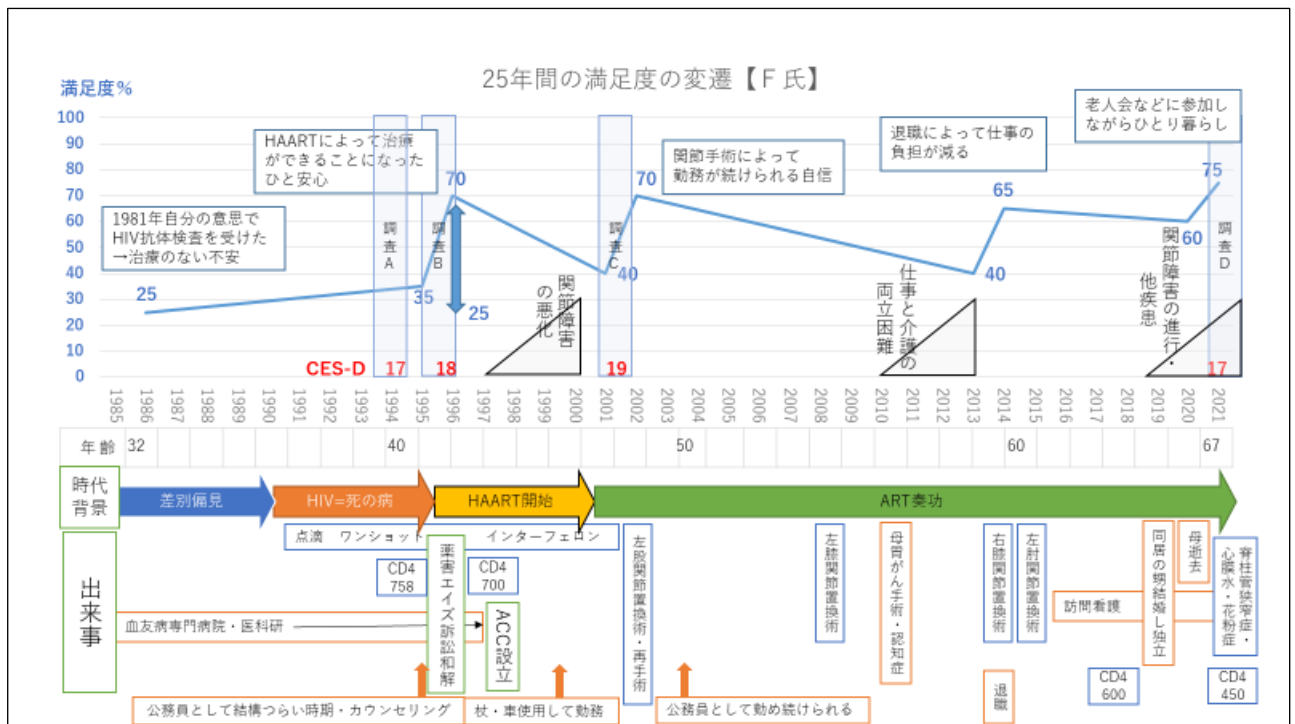 25年間の満足度の変遷【F氏】
満足度%
100
90
80
70
60
50
40
30
20
10
0
1981年自分の意思で
HIV抗体検査を受けた
→治療のない不安
HAARTによって治療
ができることになった
ひと安心
関節手術によって
勤務が続けられる自信
退職によって仕事の
負担が減る
老人会などに参加し
ながらひとり暮らし
25
35
70
25
40
70
40
65
60
75
調査A
調査B
調査C
調査D
関節障害
の悪化
仕事と介護の
両立困難
関節障害の進行・
他疾患
CES-D
17
18
19
17
1985
1986
1987
1988
1989
1990
1991
1992
1993
1994
1995
1996
1997
1998
1999
2000
2001
2002
2003
2004
2005
2006
2007
2008
2009
2010
2011
2012
2013
2014
2015
2016
2017
2018
2019
2020
2021
年齢
32
40
50
60
67
時代
背景
差別偏見
HIV=死の病
HAART開始
ART奏功
出来事
点滴 ワンショット
インターフェロン
CD4
758
薬害エイズ訴訟和解
CD4
700
ACC設立
血友病専門病院・医科研
左股関節置換術・再手術
左膝関節置換術
母胃がん手術・認知症
右膝関節置換術
左肘関節置換術
訪問看護
同居の甥結婚し独立
母逝去
脊柱管狭窄症・
心膜水・花粉症
退職
CD4
600
CD4
450
公務員として結構つらい時期・カウンセリング
杖・車使用して勤務
公務員として勤め続けられる